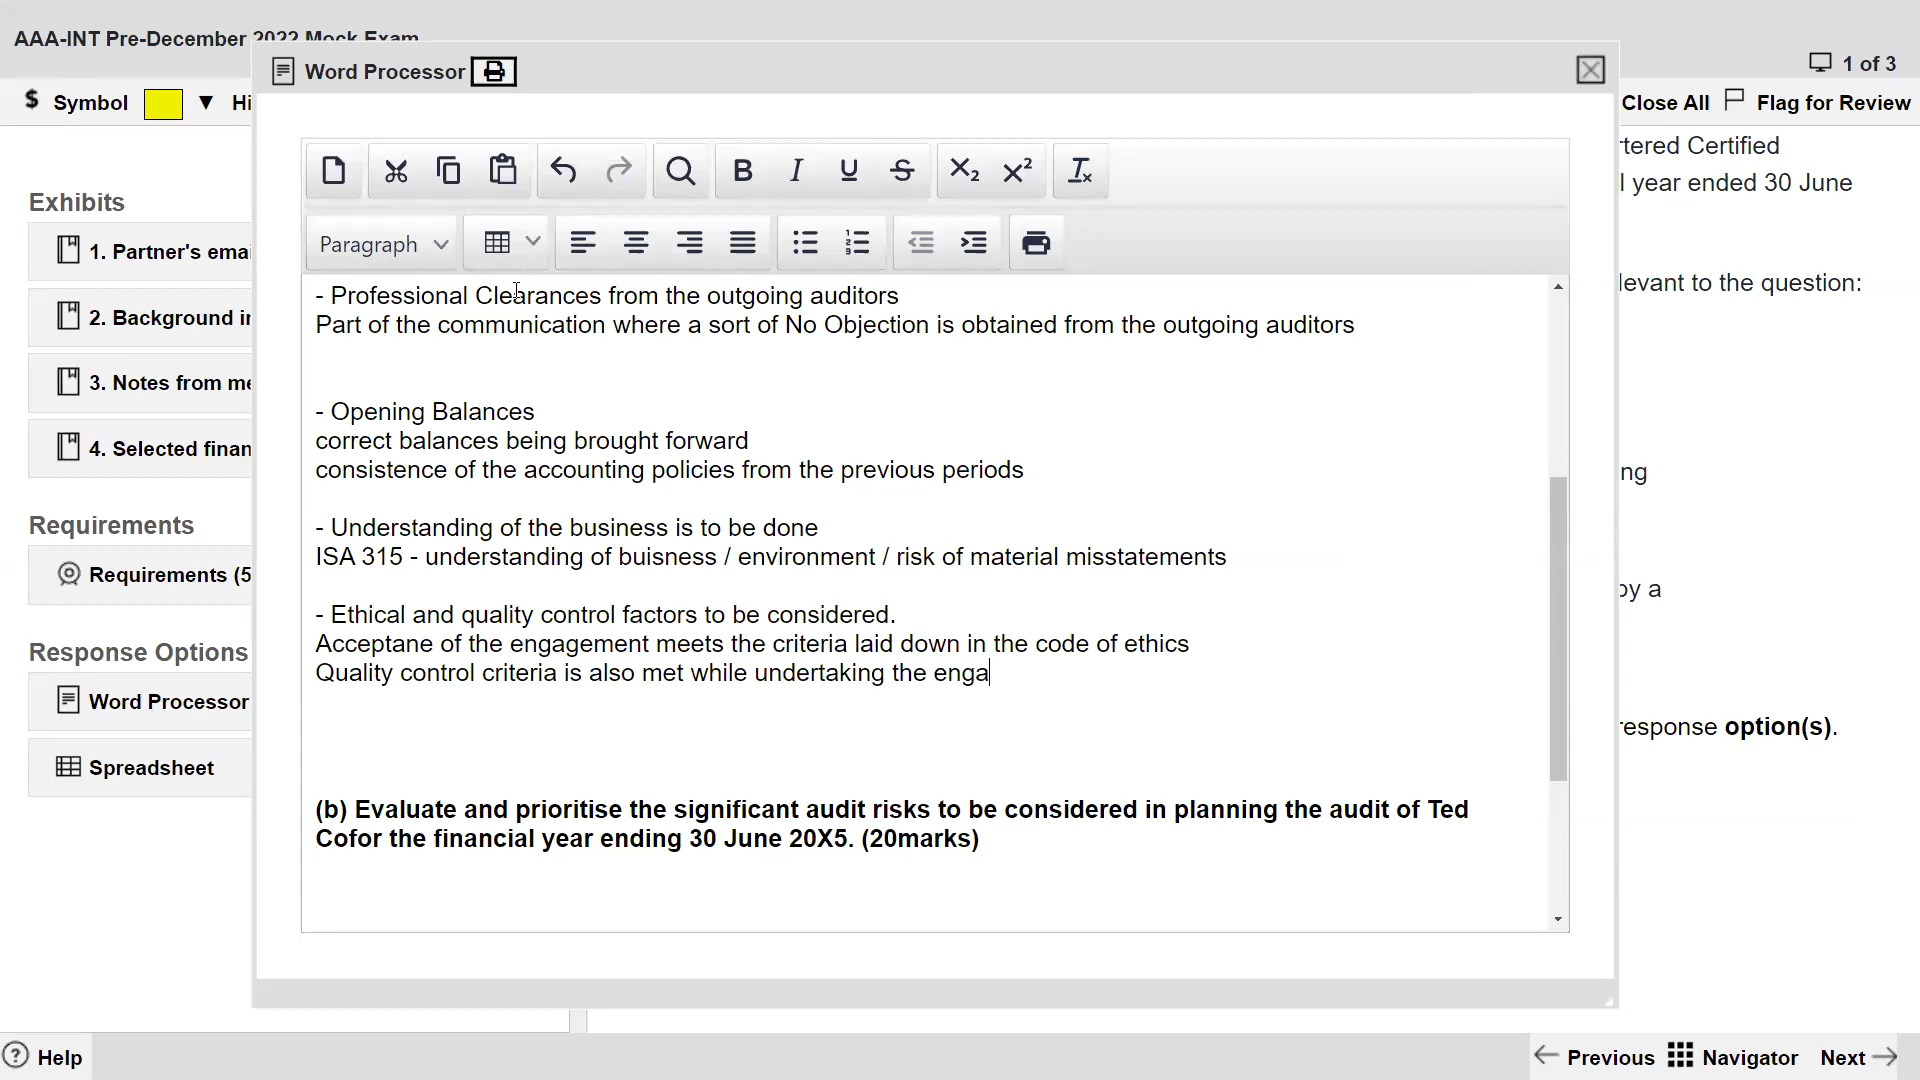 AAA-INT Pre-December 2022 Mock Exam
Word Processor
1 of 3
$ Symbol
Hi
Close All
Flag for Review
Paragraph
Exhibits
1. Partner's emai
2. Background in
3. Notes from me
4. Selected finan
Requirements
Requirements (5
Response Options
Word Processor
Spreadsheet
- Professional Clearances from the outgoing auditors
Part of the communication where a sort of No Objection is obtained from the outgoing auditors
- Opening Balances
correct balances being brought forward
consistence of the accounting policies from the previous periods
- Understanding of the business is to be done
ISA 315 - understanding of buisness / environment / risk of material misstatements
- Ethical and quality control factors to be considered.
Acceptane of the engagement meets the criteria laid down in the code of ethics
Quality control criteria is also met while undertaking the enga
(b) Evaluate and prioritise the significant audit risks to be considered in planning the audit of Ted
Cofor the financial year ending 30 June 20X5. (20marks)
rtered Certified
l year ended 30 June
levant to the question:
ng
by a
response option(s).
Help
Previous
Navigator
Next